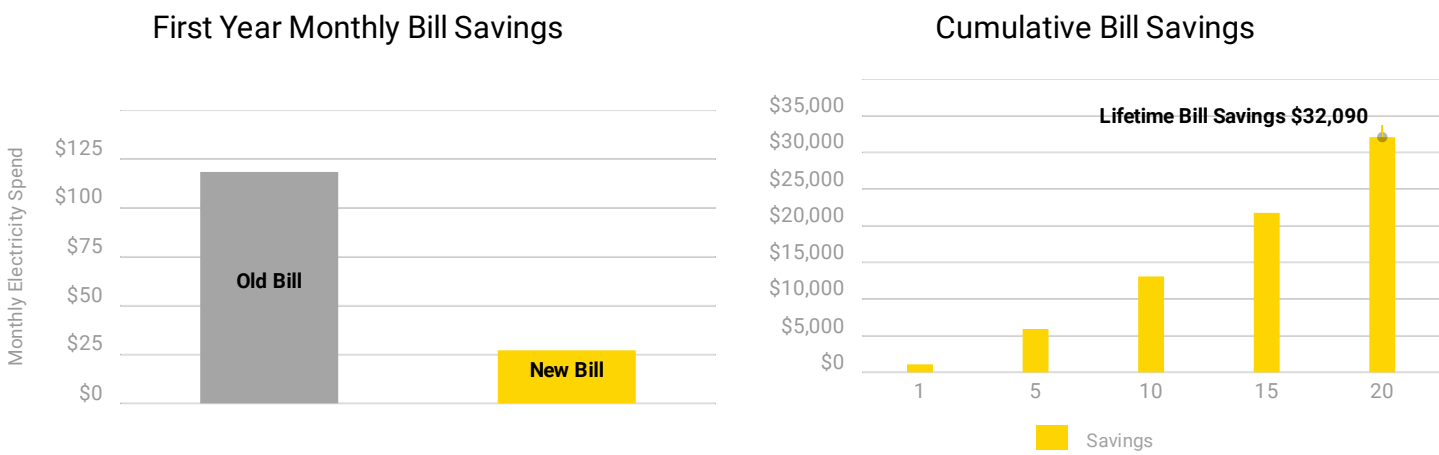 First Year Monthly Bill Savings
Monthly Electricity Spend
$125
$100
$75
$50
$25
$0
Old Bill
New Bill
Cumulative Bill Savings
$35,000
$30,000
$25,000
$20,000
$15,000
$10,000
$5,000
$0
Lifetime Bill Savings $32,090
1 5 10 15 20
Savings